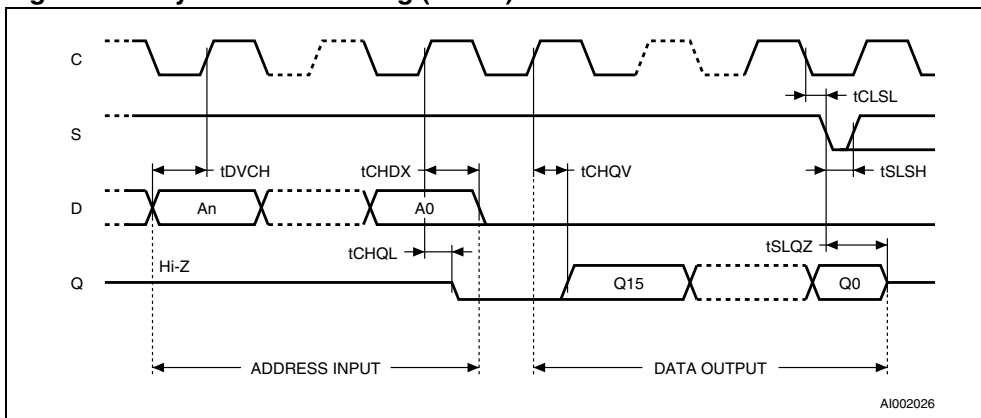 C
tCLSL
S
tDVCH
tCHDX
tCHQV
tSLSH
D
An
A0
tCHQL
tSLQZ
Hi-Z
Q
Q15
Q0
ADDRESS INPUT
DATA OUTPUT
AI002026